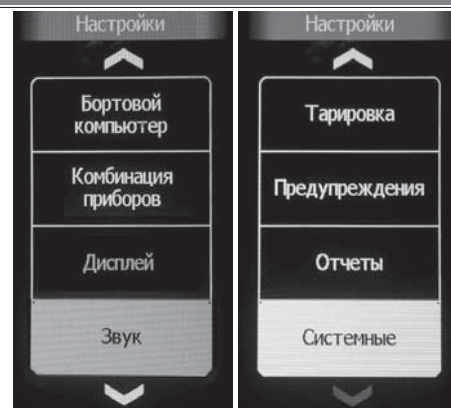 Настройки
Бортовой
компьютер
Комбинация
приборов
Дисплей
Звук
Настройки
Тарировка
Предупреждения
Отчеты
Системные